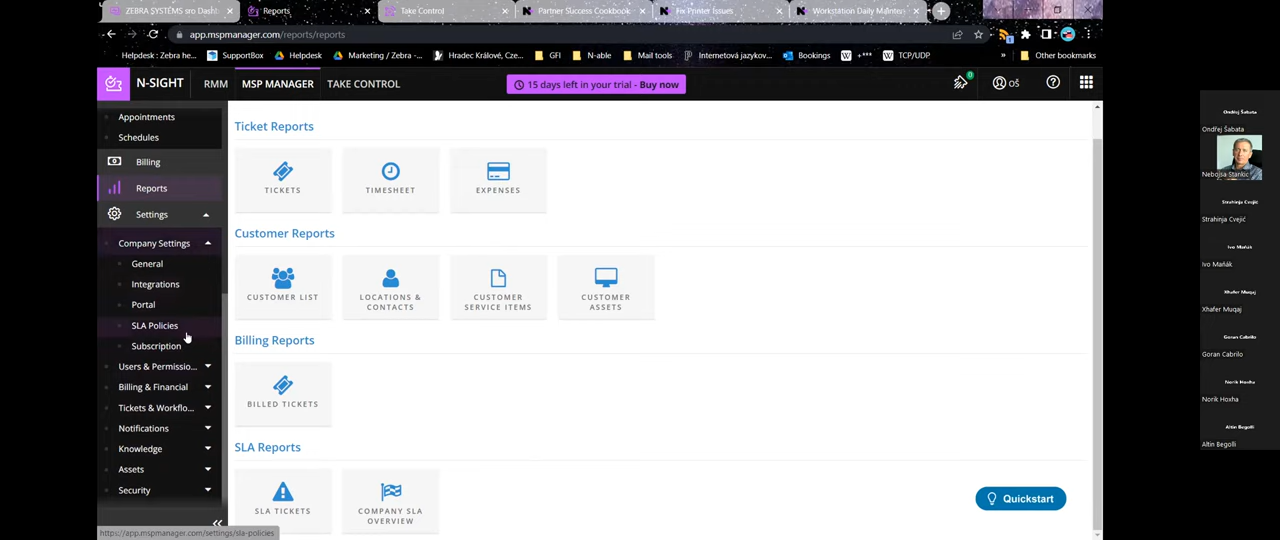 ZEBRA SYSTEMS sro Dashb
Reports
Take Control
Partner Success Cookbook
Fix Printer Issues
Workstation Daily Mainten
app.mspmanager.com/reports/reports
Helpdesk : Zebra he...
SupportBox
Helpdesk
Marketing / Zebra -...
Hradec Králové, Cze...
GFI
N-able
Mail tools
Internetová jazykov...
Bookings
+***
TCP/UDP
»
Other bookmarks
N-SIGHT
RMM
MSP MANAGER
TAKE CONTROL
15 days left in your trial - Buy now
0
OŠ
Appointments
Schedules
Billing
Reports
Settings
Company Settings
General
Integrations
Portal
SLA Policies
Subscription
Users & Permissio...
Billing & Financial
Tickets & Workflo...
Notifications
Knowledge
Assets
Security
https://app.mspmanager.com/settings/sla-policies
Ticket Reports
TICKETS
TIMESHEET
EXPENSES
Customer Reports
CUSTOMER LIST
LOCATIONS &
CONTACTS
CUSTOMER
SERVICE ITEMS
CUSTOMER
ASSETS
Billing Reports
BILLED TICKETS
SLA Reports
SLA TICKETS
COMPANY SLA
OVERVIEW
Quickstart
Ondřej Šabata
Ondřej Šabata
Nebojsa Stankic
Strahinja Cvejić
Strahinja Cvejić
Ivo Maňák
Ivo Maňák
Xhafer Muqaj
Xhafer Muqaj
Goran Cabrilo
Goran Cabrilo
Norik Hoxha
Norik Hoxha
Altin Begolli
Altin Begolli